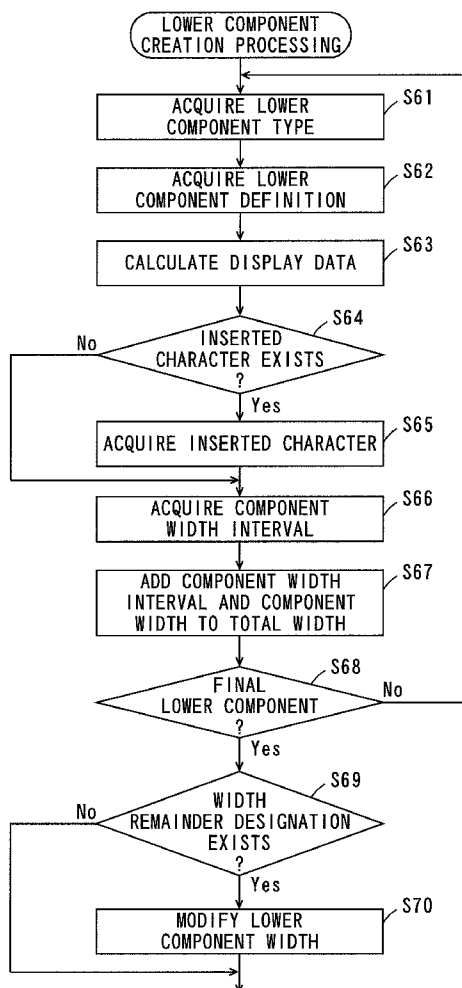 LOWER COMPONENT
CREATION PROCESSING
S61
ACQUIRE LOWER
COMPONENT TYPE
S62
ACQUIRE LOWER
COMPONENT DEFINITION
S63
CALCULATE DISPLAY DATA
S64
No
INSERTED
CHARACTER EXISTS
?
Yes
S65
ACQUIRE INSERTED CHARACTER
S66
ACQUIRE COMPONENT
WIDTH INTERVAL
S67
ADD COMPONENT WIDTH
INTERVAL AND COMPONENT
WIDTH TO TOTAL WIDTH
S68
FINAL
LOWER COMPONENT
?
No
Yes
S69
No
WIDTH
REMAINDER DESIGNATION
EXISTS
?
Yes
S70
MODIFY LOWER
COMPONENT WIDTH